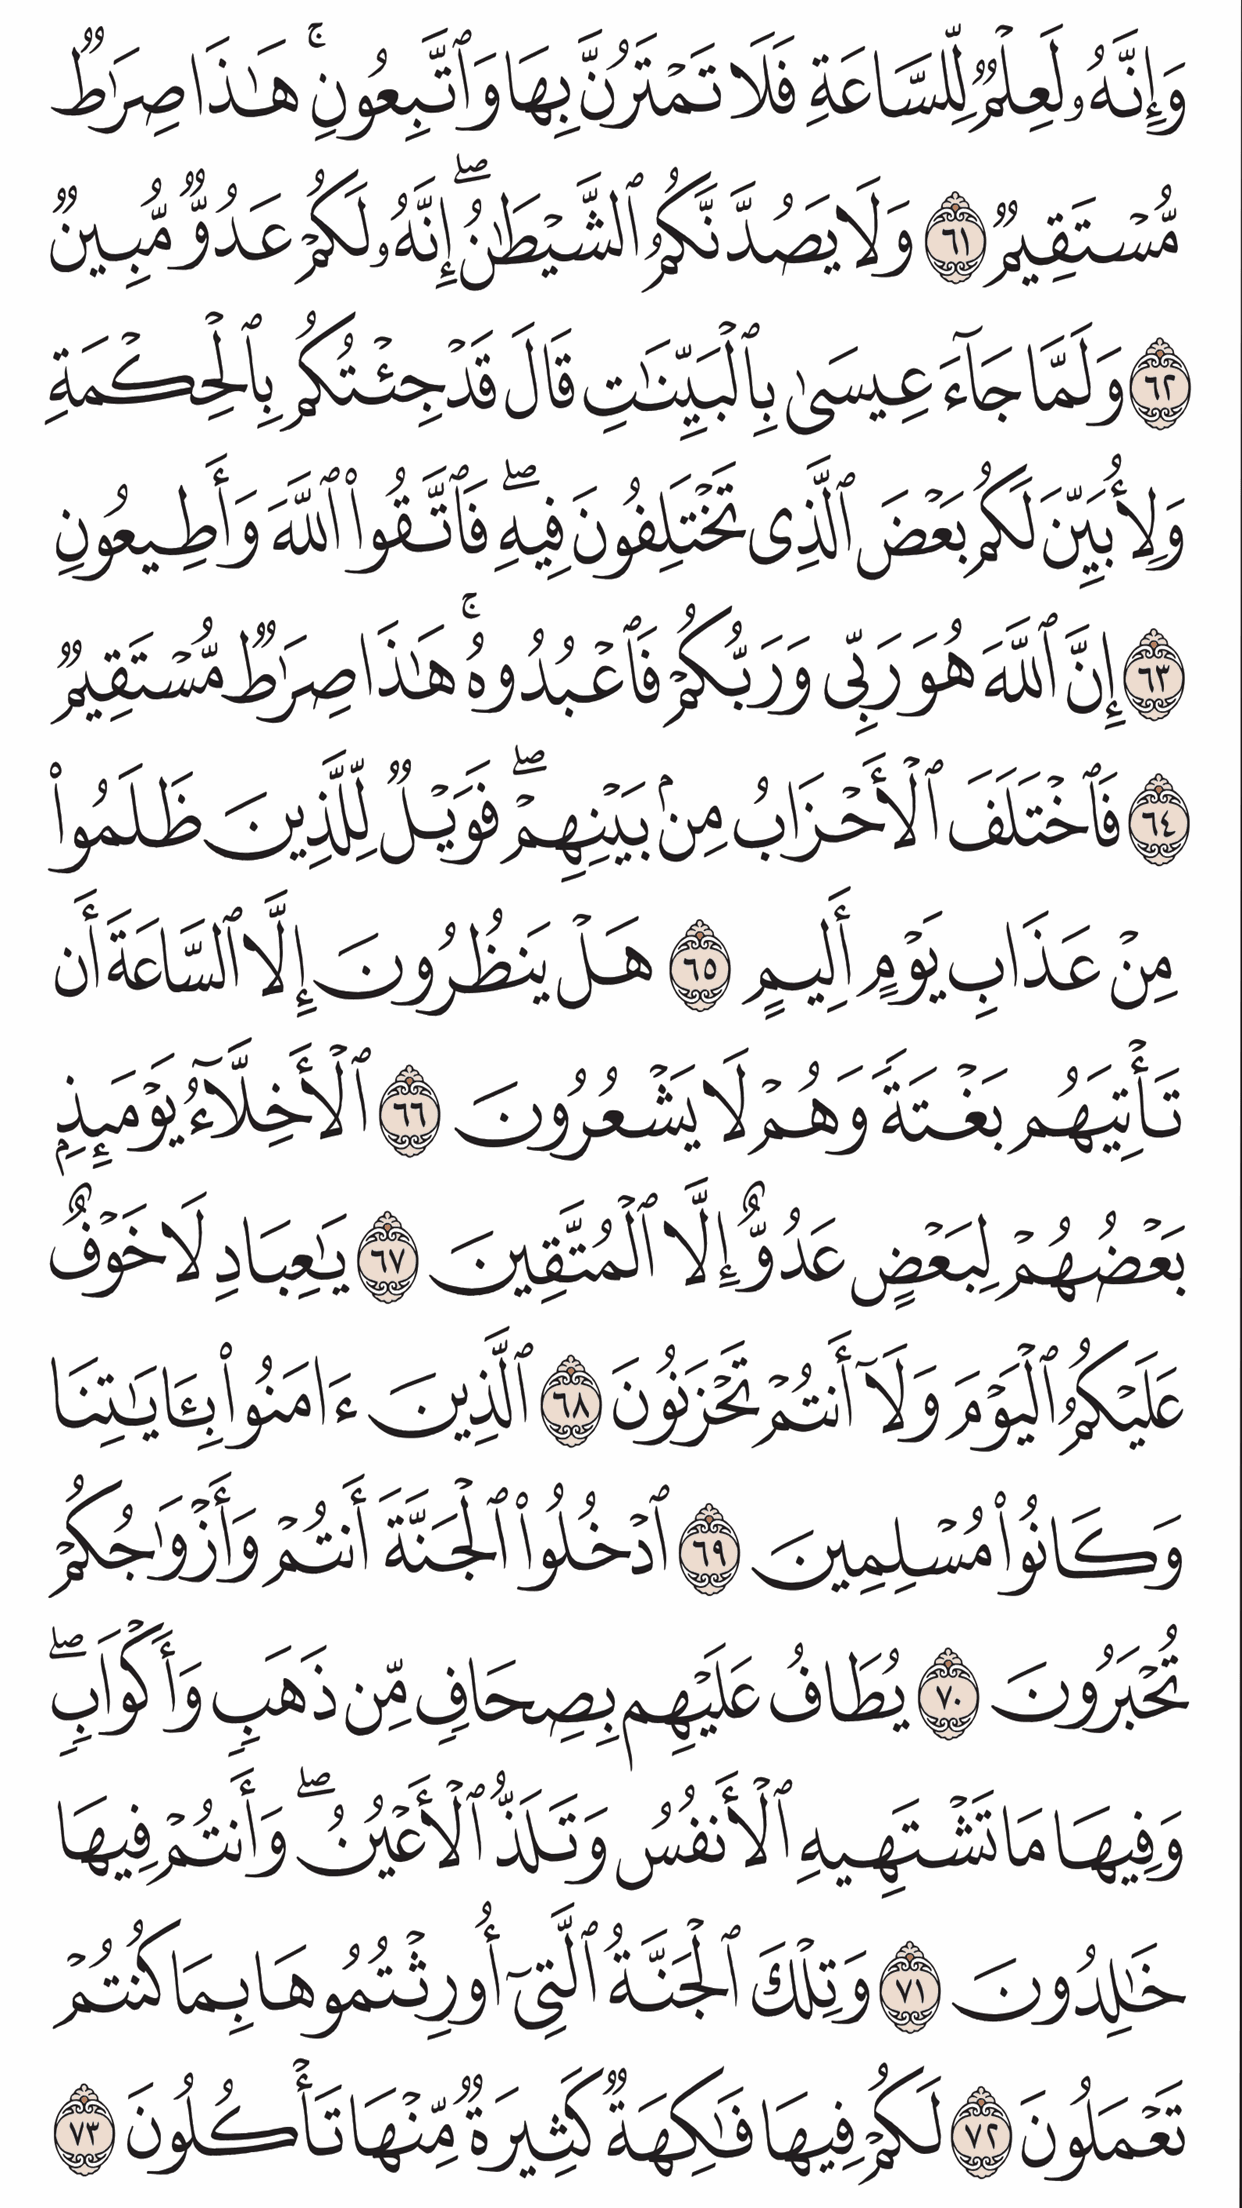 وَإِنَّهُۥ لَعِلۡمٞ لِّلسَّاعَةِ فَلَا تَمۡتَرُنَّ بِهَا وَٱتَّبِعُونِۚ هَٰذَا صِرَٰطٞ
مُّسۡتَقِيمٞ ٦١ وَلَا يَصُدَّنَّكُمُ ٱلشَّيۡطَٰنُۖ إِنَّهُۥ لَكُمۡ عَدُوّٞ مُّبِينٞ
٦٢ وَلَمَّا جَآءَ عِيسَىٰ بِٱلۡبَيِّنَٰتِ قَالَ قَدۡ جِئۡتُكُم بِٱلۡحِكۡمَةِ
وَلِأُبَيِّنَ لَكُم بَعۡضَ ٱلَّذِي تَخۡتَلِفُونَ فِيهِۖ فَٱتَّقُواْ ٱللَّهَ وَأَطِيعُونِ
٦٣ إِنَّ ٱللَّهَ هُوَ رَبِّي وَرَبُّكُمۡ فَٱعۡبُدُوهُۚ هَٰذَا صِرَٰطٞ مُّسۡتَقِيمٞ
٦٤ فَٱخۡتَلَفَ ٱلۡأَحۡزَابُ مِنۢ بَيۡنِهِمۡۖ فَوَيۡلٞ لِّلَّذِينَ ظَلَمُواْ
مِنۡ عَذَابِ يَوۡمٍ أَلِيمٍ ٦٥ هَلۡ يَنظُرُونَ إِلَّا ٱلسَّاعَةَ أَن
تَأۡتِيَهُم بَغۡتَةٗ وَهُمۡ لَا يَشۡعُرُونَ ٦٦ ٱلۡأَخِلَّآءُ يَوۡمَئِذِۭ
بَعۡضُهُمۡ لِبَعۡضٍ عَدُوٌّ إِلَّا ٱلۡمُتَّقِينَ ٦٧ يَٰعِبَادِ لَا خَوۡفٌ
عَلَيۡكُمُ ٱلۡيَوۡمَ وَلَآ أَنتُمۡ تَحۡزَنُونَ ٦٨ ٱلَّذِينَ ءَامَنُواْ بِـَٔايَٰتِنَا
وَكَانُواْ مُسۡلِمِينَ ٦٩ ٱدۡخُلُواْ ٱلۡجَنَّةَ أَنتُمۡ وَأَزۡوَٰجُكُمۡ
تُحۡبَرُونَ ٧٠ يُطَافُ عَلَيۡهِم بِصِحَافٖ مِّن ذَهَبٖ وَأَكۡوَابٖۖ
وَفِيهَا مَا تَشۡتَهِيهِ ٱلۡأَنفُسُ وَتَلَذُّ ٱلۡأَعۡيُنُۖ وَأَنتُمۡ فِيهَا
خَٰلِدُونَ ٧١ وَتِلۡكَ ٱلۡجَنَّةُ ٱلَّتِيٓ أُورِثۡتُمُوهَا بِمَا كُنتُمۡ
تَعۡمَلُونَ ٧٢ لَكُمۡ فِيهَا فَٰكِهَةٞ كَثِيرَةٞ مِّنۡهَا تَأۡكُلُونَ ٧٣